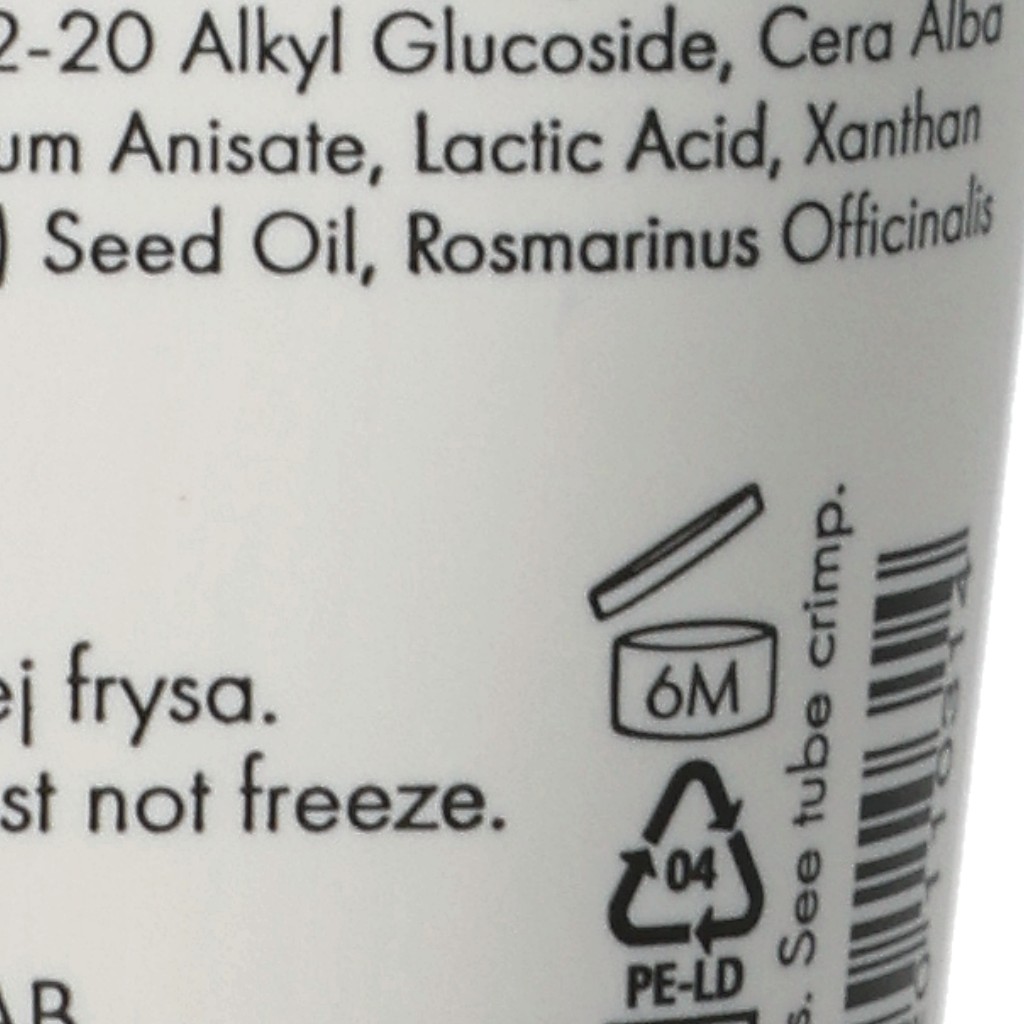 2-20 Alkyl Glucoside, Cera Alba
um Anisate, Lactic Acid, Xanthan
) Seed Oil, Rosmarinus Officinalis
ej frysa.
st not freeze.
6M
04
PE-LD
s. See tube crimp.
AB